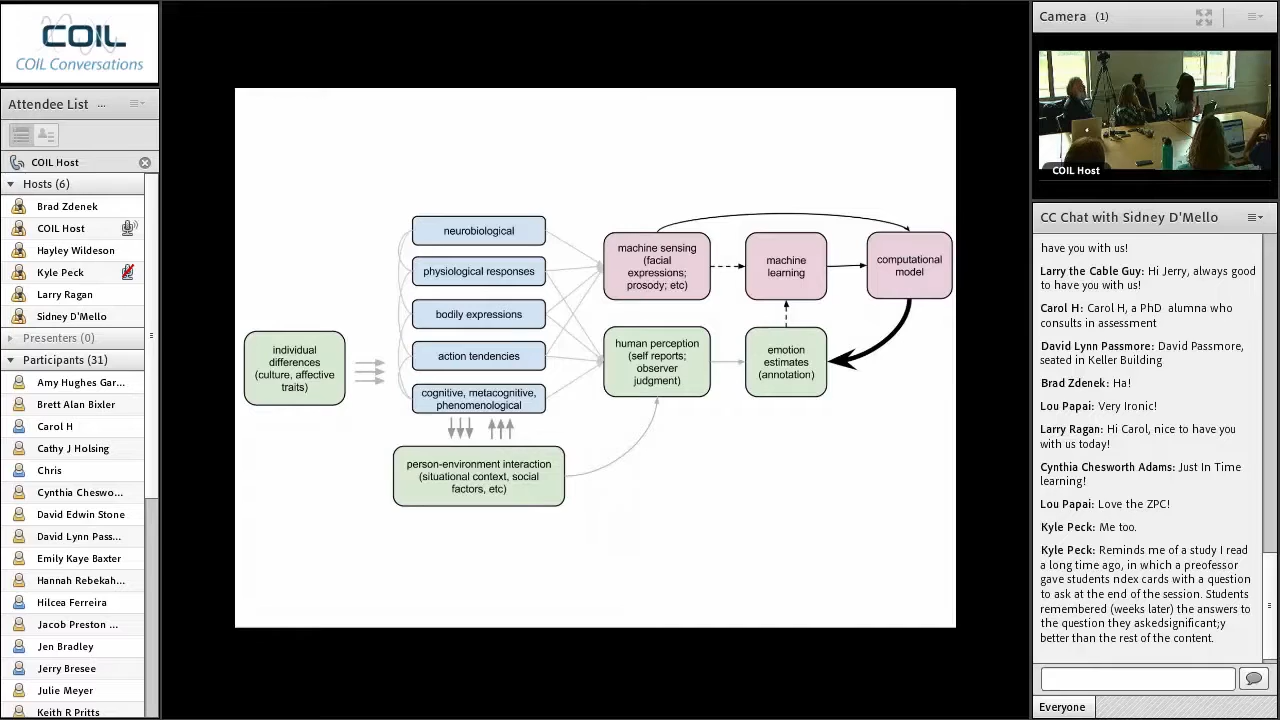 COIL
COIL Conversations
Attendee List ...
COIL Host
Hosts (6)
Brad Zdenek
COIL Host
Hayley Wildeson
Kyle Peck
Larry Ragan
Sidney D'Mello
Presenters (0)
Participants (31)
Amy Hughes Gar...
Brett Alan Bixler
Carol H
Cathy J Holsing
Chris
Cynthia Cheswo...
David Edwin Stone
David Lynn Pass...
Emily Kaye Baxter
Hannah Rebekah...
Hilcea Ferreira
Jacob Preston ...
Jen Bradley
Jerry Bresee
Julie Meyer
Keith R Pritts
individual
differences
(culture, affective
traits)
neurobiological
physiological responses
bodily expressions
action tendencies
cognitive, metacognitive,
phenomenological
person-environment interaction
(situational context, social
factors, etc)
machine sensing
(facial
expressions;
prosody; etc)
human perception
(self reports;
observer
judgment)
machine
learning
emotion
estimates
(annotation)
computational
model
Camera (1)
COIL Host
CC Chat with Sidney D'Mello
have you with us!
Larry the Cable Guy: Hi Jerry, always good
to have you with us!
Carol H: Carol H, a PhD alumna who
consults in assessment
David Lynn Passmore: David Passmore,
seated in Keller Building
Brad Zdenek: Ha!
Lou Papai: Very Ironic!
Larry Ragan: Hi Carol, nice to have you
with us today!
Cynthia Chesworth Adams: Just In Time
learning!
Lou Papai: Love the ZPC!
Kyle Peck: Me too.
Kyle Peck: Reminds me of a study I read
a long time ago, in which a preofessor
gave students ndex cards with a question
to ask at the end of the session. Students
remembered (weeks later) the answers to
the question they askedsignificant;y
better than the rest of the content.
Everyone